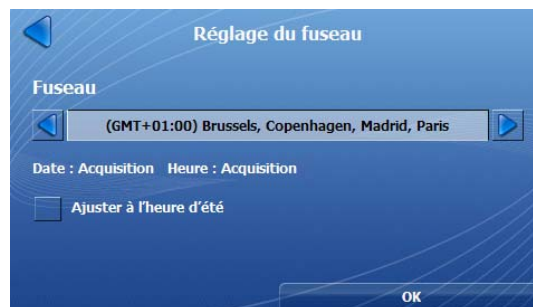 Réglage du fuseau
Fuseau
(GMT+01:00) Brussels, Copenhagen, Madrid, Paris
Date : Acquisition Heure : Acquisition
Ajuster à l'heure d'été
OK